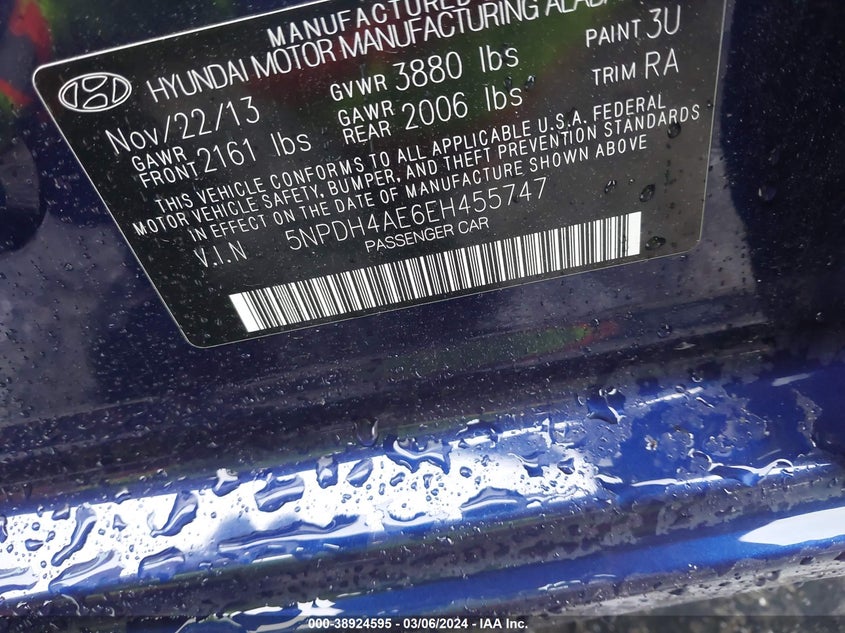 MANUFACTURED
HYUNDAI MOTOR MANUFACTURING
Nov/22/13 GVWR 3880 lbs PAINT 3U
GAWR FRONT 2161 lbs GAWR REAR 2006 lbs TRIM RA
THIS VEHICLE CONFORMS TO ALL APPLICABLE U.S.A. FEDERAL
MOTOR VEHICLE SAFETY, BUMPER, AND THEFT PREVENTION STANDARDS
IN EFFECT ON THE DATE OF MANUFACTURE SHOWN ABOVE
V.I.N 5NPDH4AE6EH455747
PASSENGER CAR
000-38924595 - 03/06/2024 - IAA Inc.